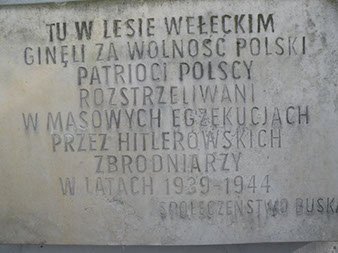 TU W LESIE WEŁECKIM
GINĘLI ZA WOLNOŚĆ POLSKI
PATRIOCI POLSCY
ROZSTRZELIWANI
W MASOWYCH EGZEKUCJACH
PRZEZ HITLEROWSKICH
ZBRODNIARZY
W LATACH 1939-1944
SPOŁECZEŃSTWO BUSKA